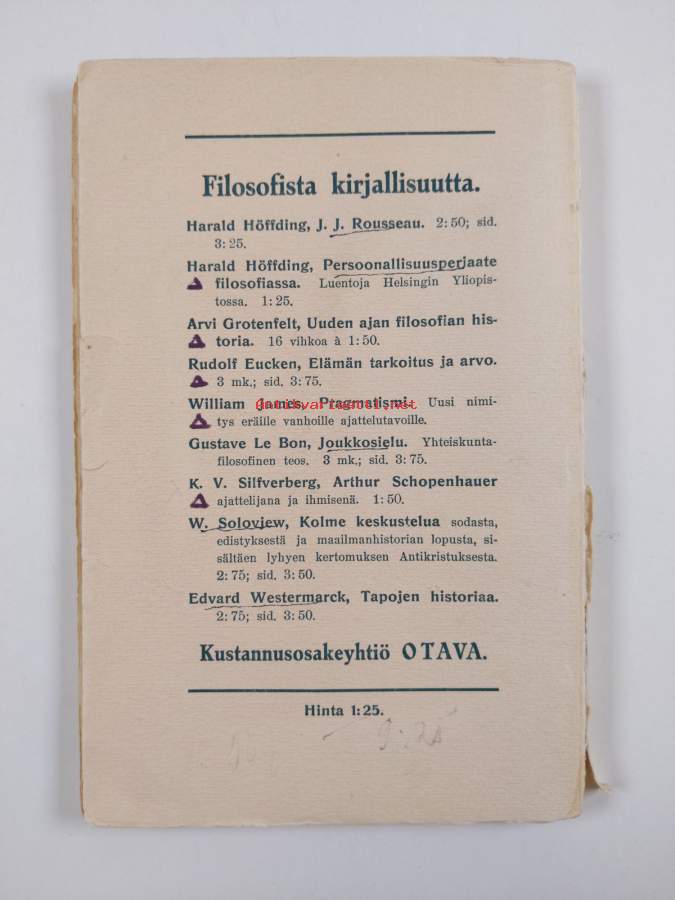 Filosofista kirjallisuutta.
Harald Höffding, J. J. Rousseau. 2:50; sid.
3:25.
Harald Höffding, Persoonallisuusperjaate
filosofiassa. Luentoja Helsingin Yliopis-
tossa. 1:25.
Arvi Grotenfelt, Uuden ajan filosofian his-
toria. 16 vihkoa à 1:50.
Rudolf Eucken, Elämän tarkoitus ja arvo.
3 mk.; sid. 3:75.
William James, Pragmatismi. Uusi nimi-
antikvariaatti.net
tys eräille vanhoille ajattelutavoille.
Gustave Le Bon, Joukkosielu. Yhteiskunta-
filosofinen teos. 3 mk.; sid. 3:75.
K. V. Silfverberg, Arthur Schopenhauer
ajattelijana ja ihmisenä. 1:50.
W. Solovjew, Kolme keskustelua sodasta,
edistyksestä ja maailmanhistorian lopusta, si-
sältäen lyhyen kertomuksen Antikristuksesta.
2:75; sid. 3:50.
Edvard Westermarck, Tapojen historiaa.
2:75; sid. 3:50.
Kustannusosakeyhtiö OTAVA.
Hinta 1:25.